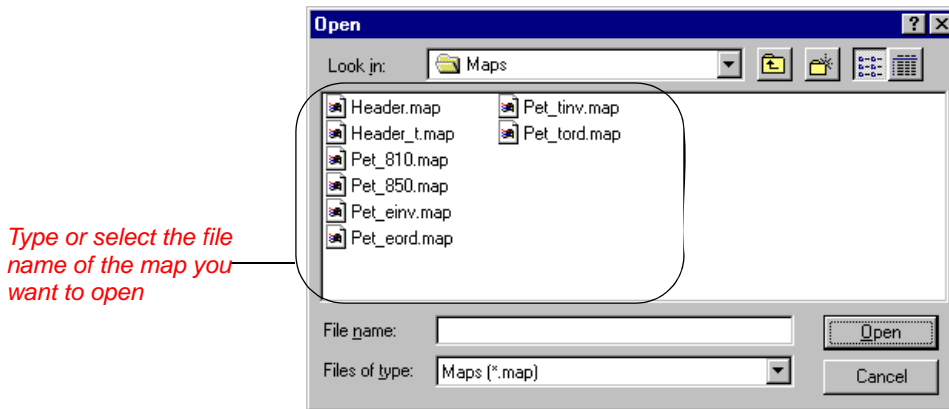 Open
Look in: Maps
Header.map Pet_tinv.map
Header_t.map Pet_tord.map
Pet_810.map
Pet_850.map
Pet_einv.map
Pet_eord.map
Type or select the file
name of the map you
want to open
File name: Open
Files of type: Maps (*.map) Cancel